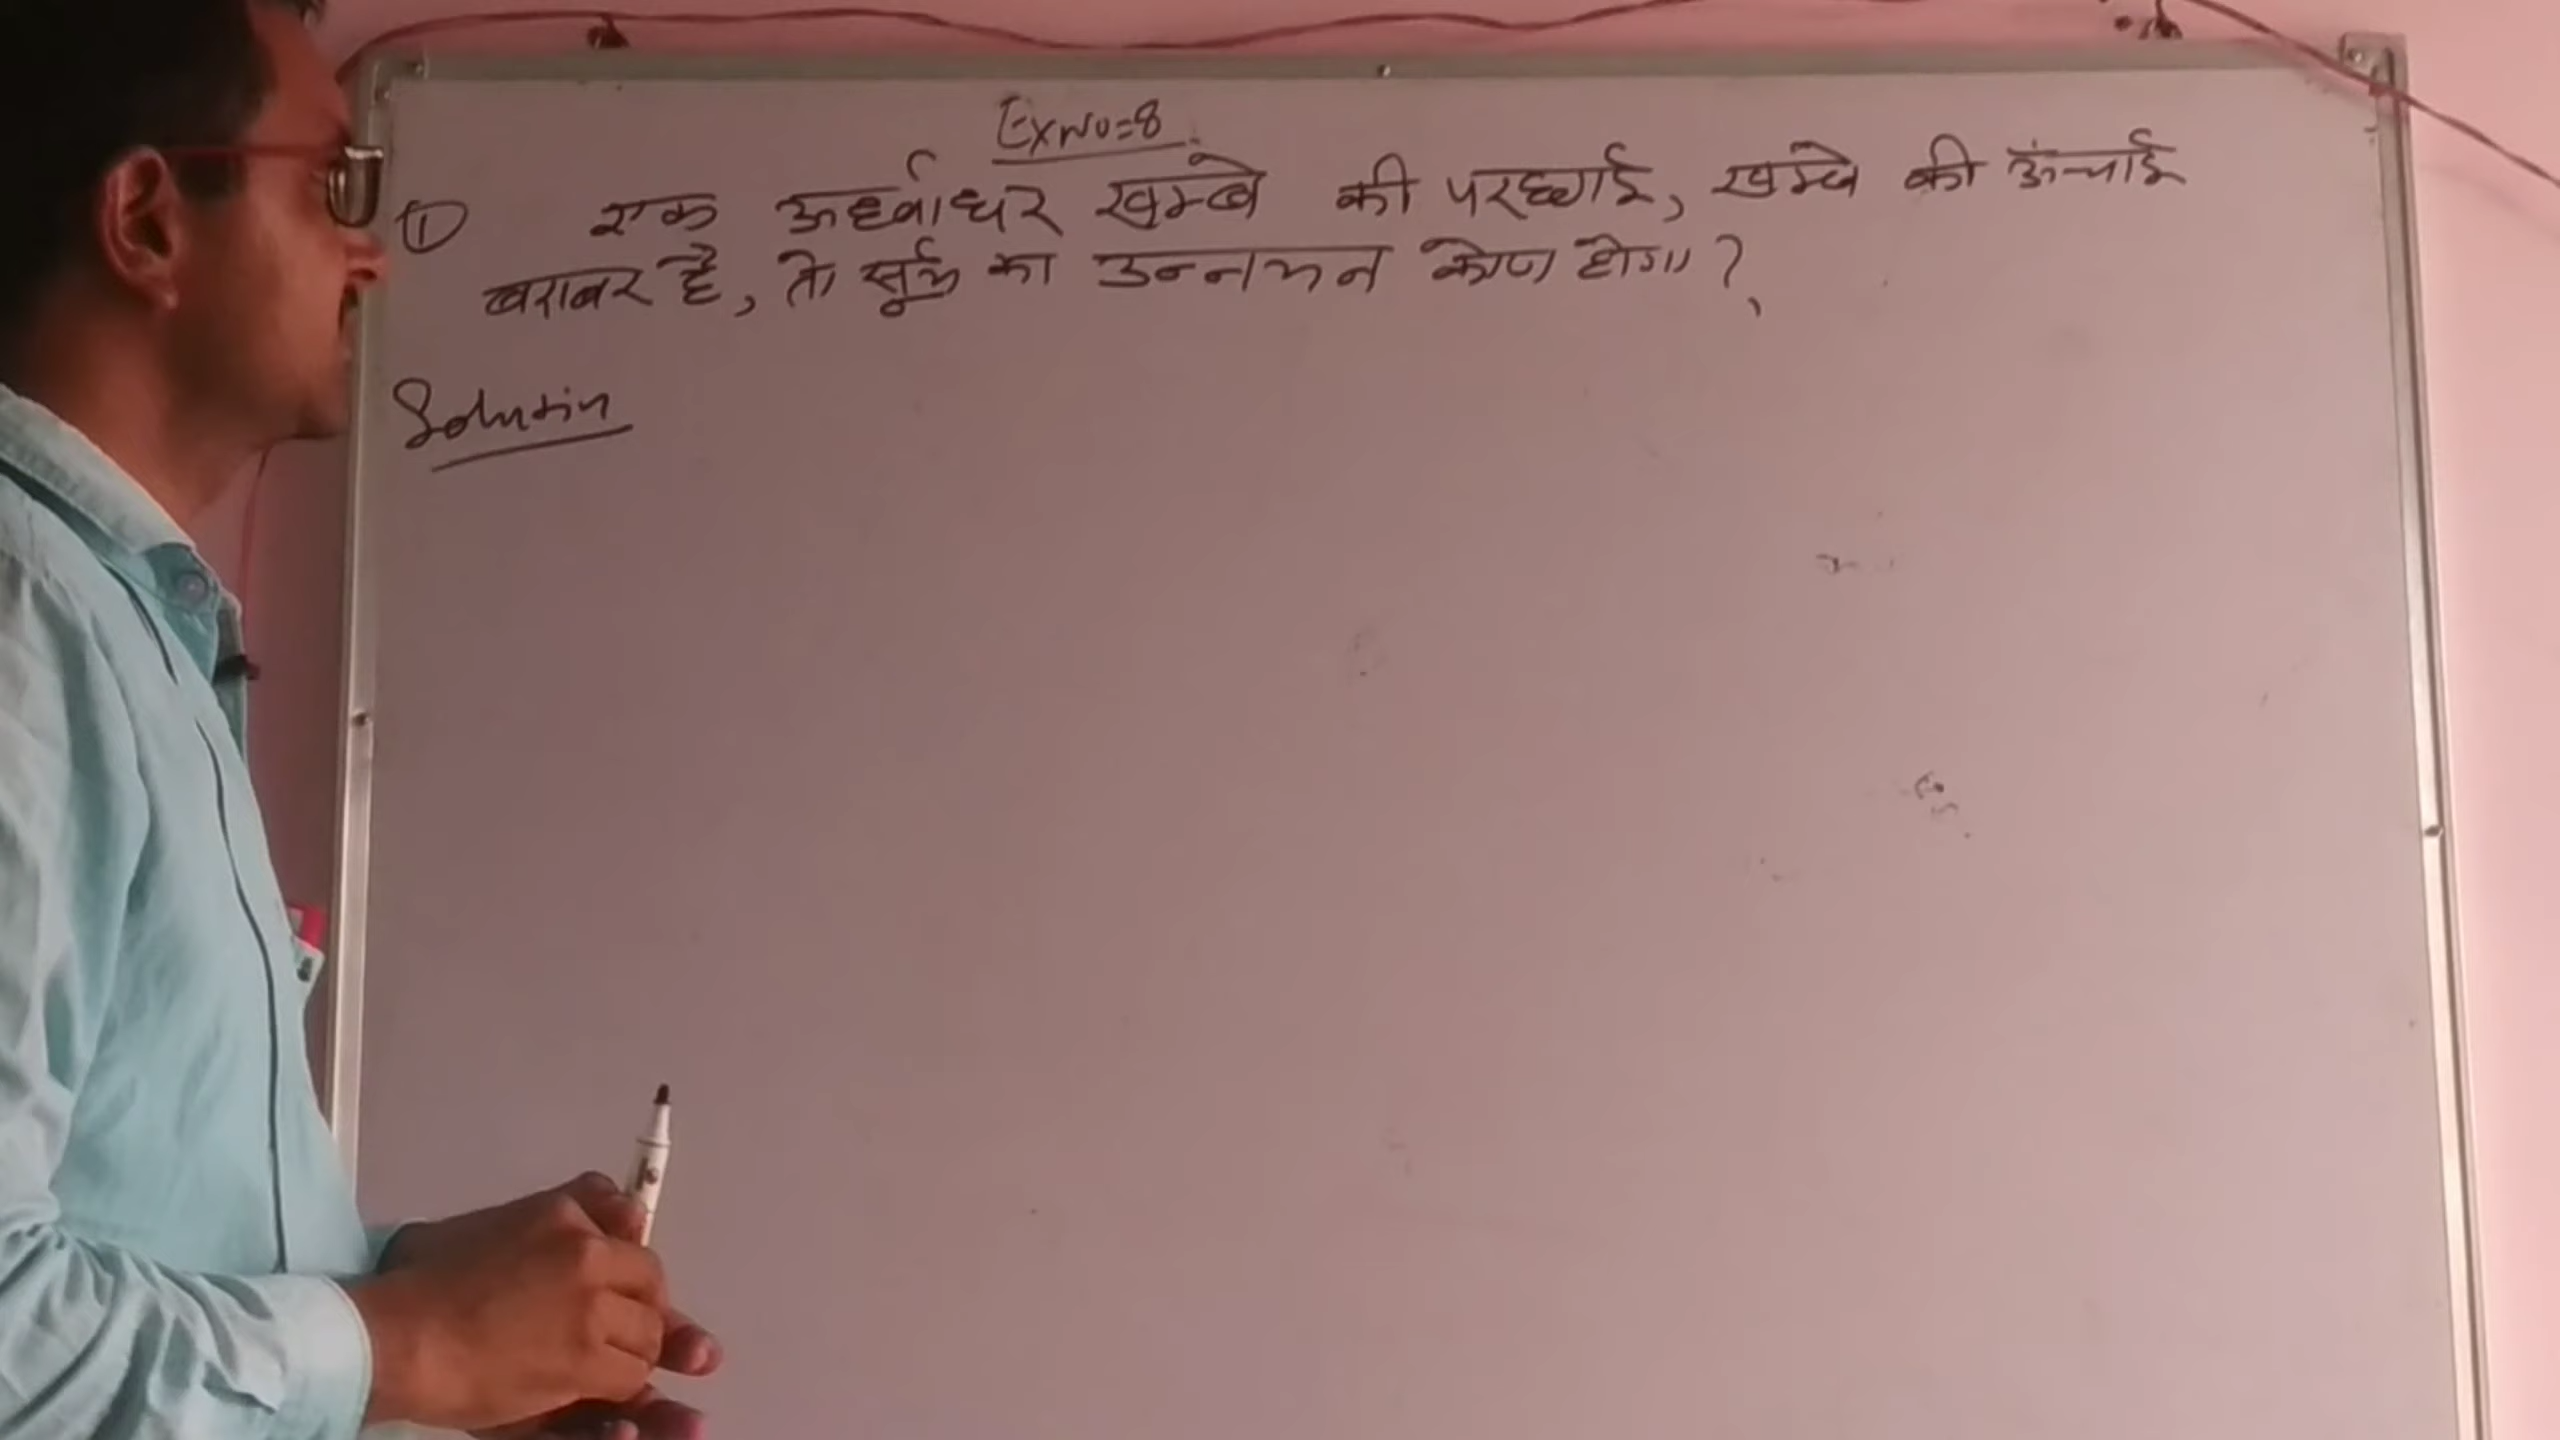 Ex No = 8
① एक ऊर्ध्वाधर खम्बे की परछाई, खम्बे की ऊंचाई
बराबर है, तो सूर्य का उन्नयन कोण होगा ?
Solution